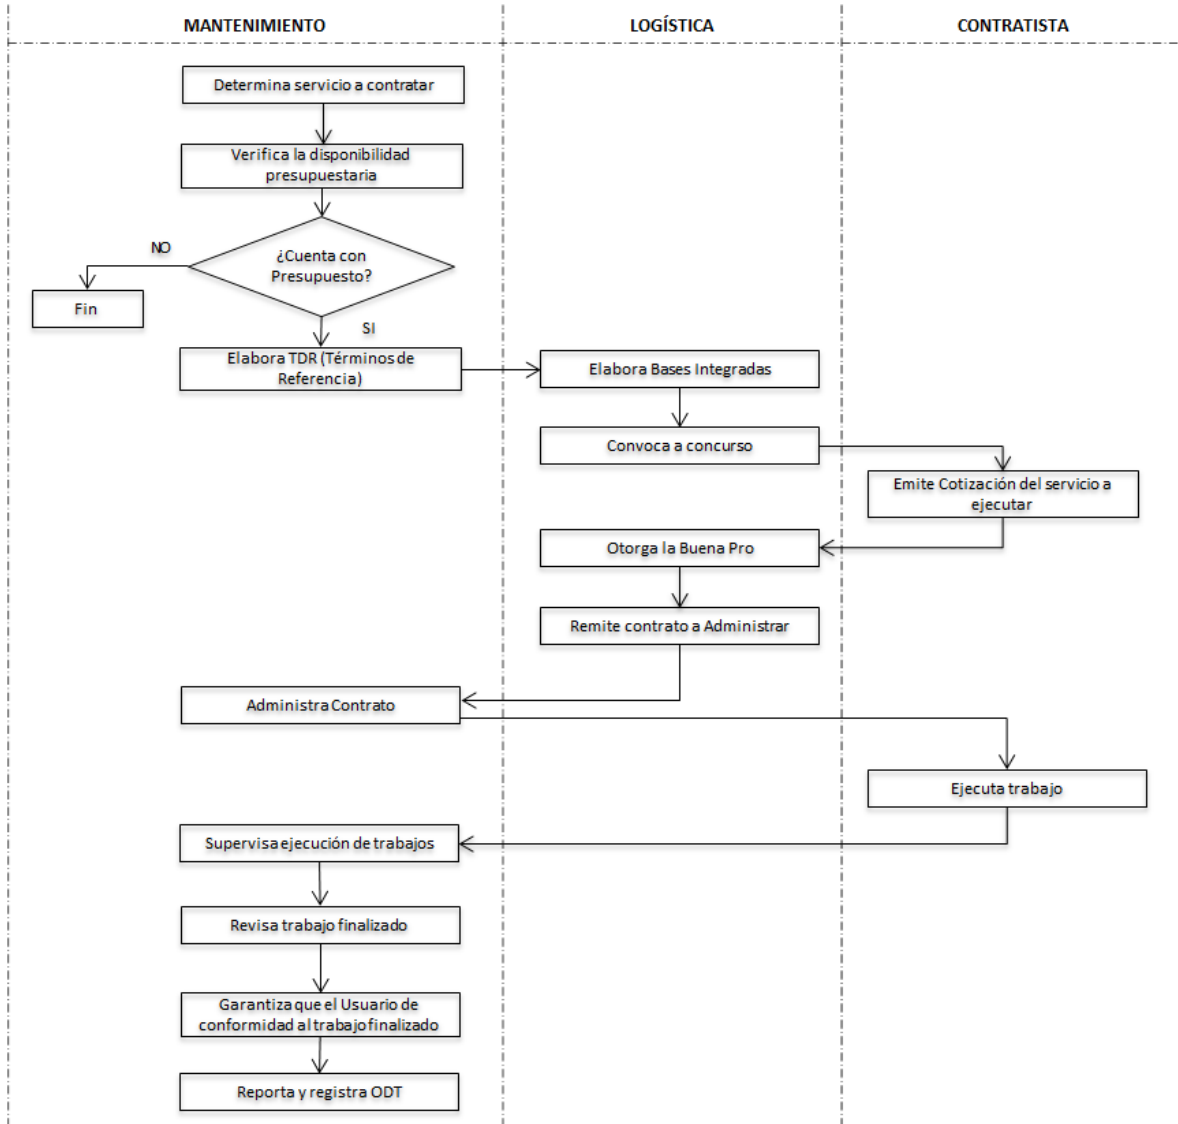 MANTENIMIENTO
LOGÍSTICA
CONTRATISTA
Determina servicio a contratar
Verifica la disponibilidad
presupuestaria
¿Cuenta con
Presupuesto?
NO
Fin
SI
Elabora TDR (Términos de
Referencia)
Elabora Bases Integradas
Convoca a concurso
Emite Cotización del servicio a
ejecutar
Otorga la Buena Pro
Remite contrato a Administrar
Administra Contrato
Ejecuta trabajo
Supervisa ejecución de trabajos
Revisa trabajo finalizado
Garantiza que el Usuario de
conformidad al trabajo finalizado
Reporta y registra ODT